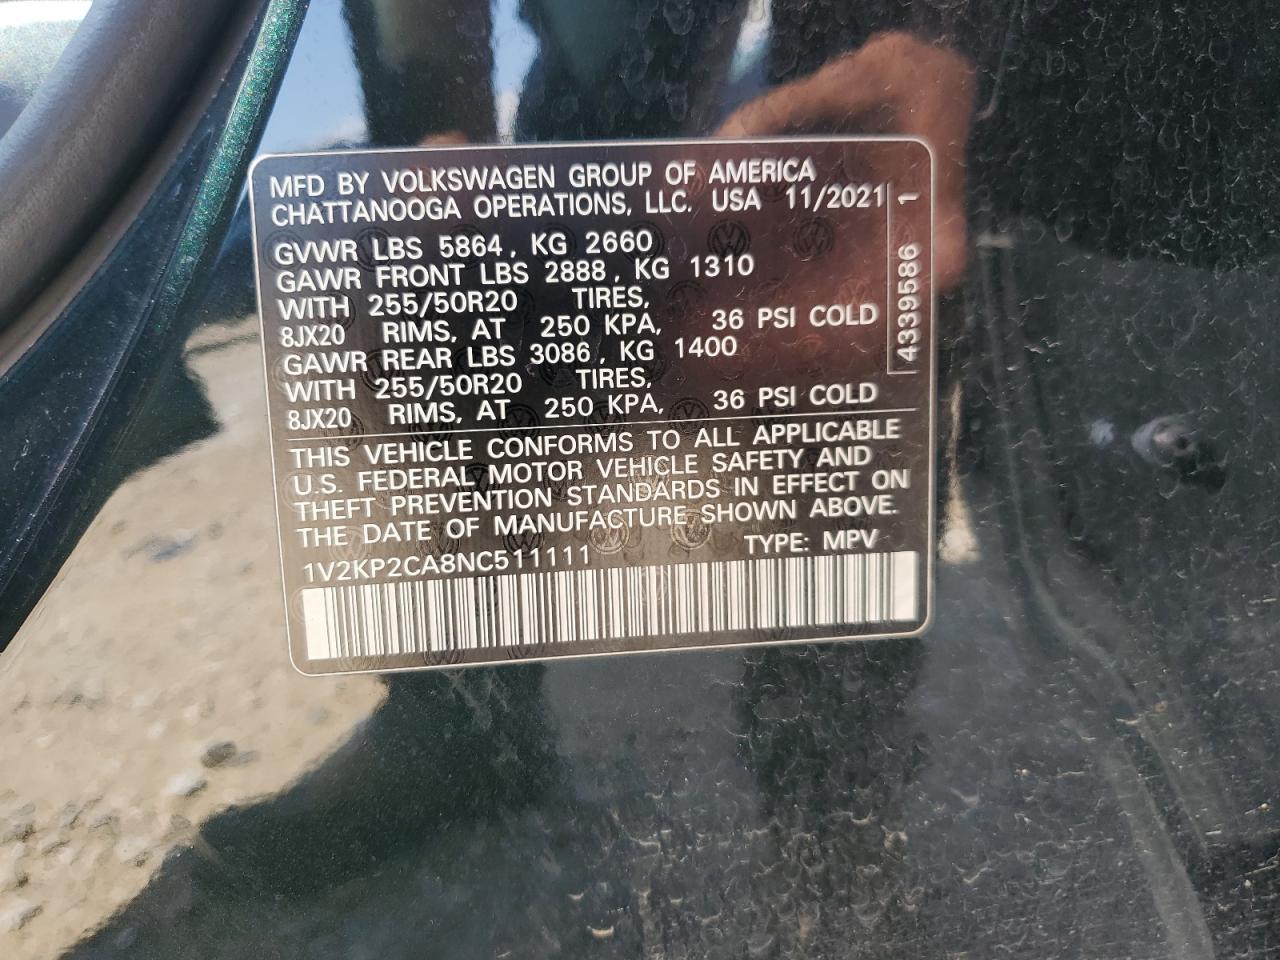 MFD BY VOLKSWAGEN GROUP OF AMERICA
CHATTANOOGA OPERATIONS, LLC. USA 11/2021
GVWR LBS 5864, KG 2660
GAWR FRONT LBS 2888, KG 1310
WITH 255/50R20 TIRES,
8JX20 RIMS, AT 250 KPA, 36 PSI COLD
GAWR REAR LBS 3086, KG 1400
WITH 255/50R20 TIRES,
8JX20 RIMS, AT 250 KPA, 36 PSI COLD
4339586 1
THIS VEHICLE CONFORMS TO ALL APPLICABLE
U.S. FEDERAL MOTOR VEHICLE SAFETY AND
THEFT PREVENTION STANDARDS IN EFFECT ON
THE DATE OF MANUFACTURE SHOWN ABOVE.
1V2KP2CA8NC511111 TYPE: MPV